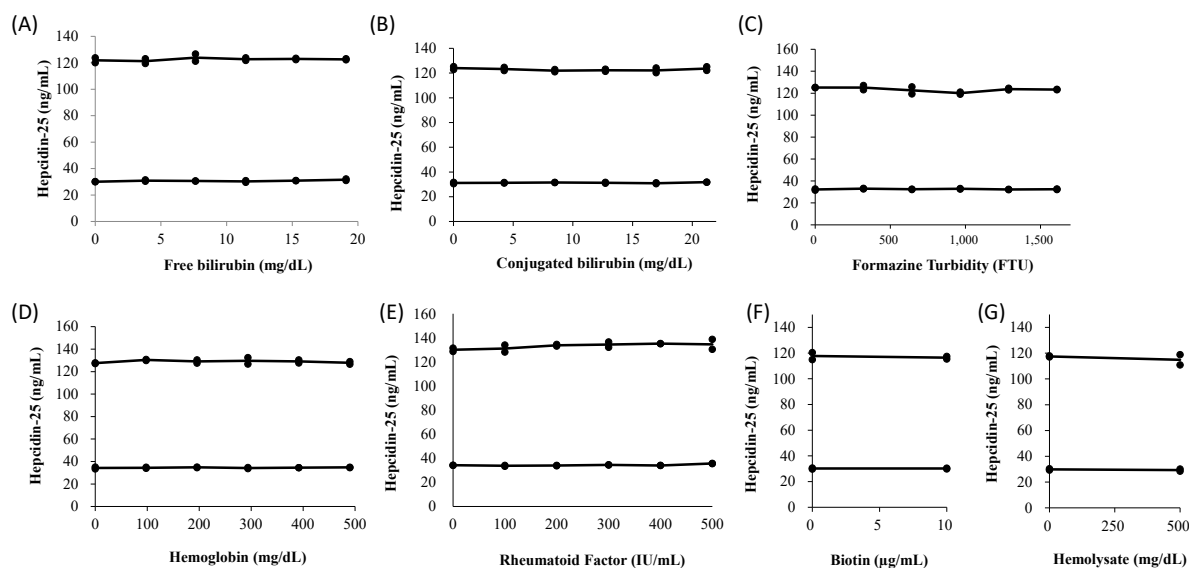 (A)
140
120
100
80
60
40
20
0
Hepcidin-25 (ng/mL)
0 5 10 15 20
Free bilirubin (mg/dL)
(B)
140
120
100
80
60
40
20
0
Hepcidin-25 (ng/mL)
0 5 10 15 20
Conjugated bilirubin (mg/dL)
(C)
160
140
120
100
80
60
40
20
0
Hepcidin-25 (ng/mL)
0 500 1,000 1,500
Formazine Turbidity (FTU)
(D)
160
140
120
100
80
60
40
20
0
Hepcidin-25 (ng/mL)
0 100 200 300 400 500
Hemoglobin (mg/dL)
(E)
160
140
120
100
80
60
40
20
0
Hepcidin-25 (ng/mL)
0 100 200 300 400 500
Rheumatoid Factor (IU/mL)
(F)
140
120
100
80
60
40
20
0
Hepcidin-25 (ng/mL)
0 5 10
Biotin (µg/mL)
(G)
140
120
100
80
60
40
20
0
Hepcidin-25 (ng/mL)
0 250 500
Hemolysate (mg/dL)